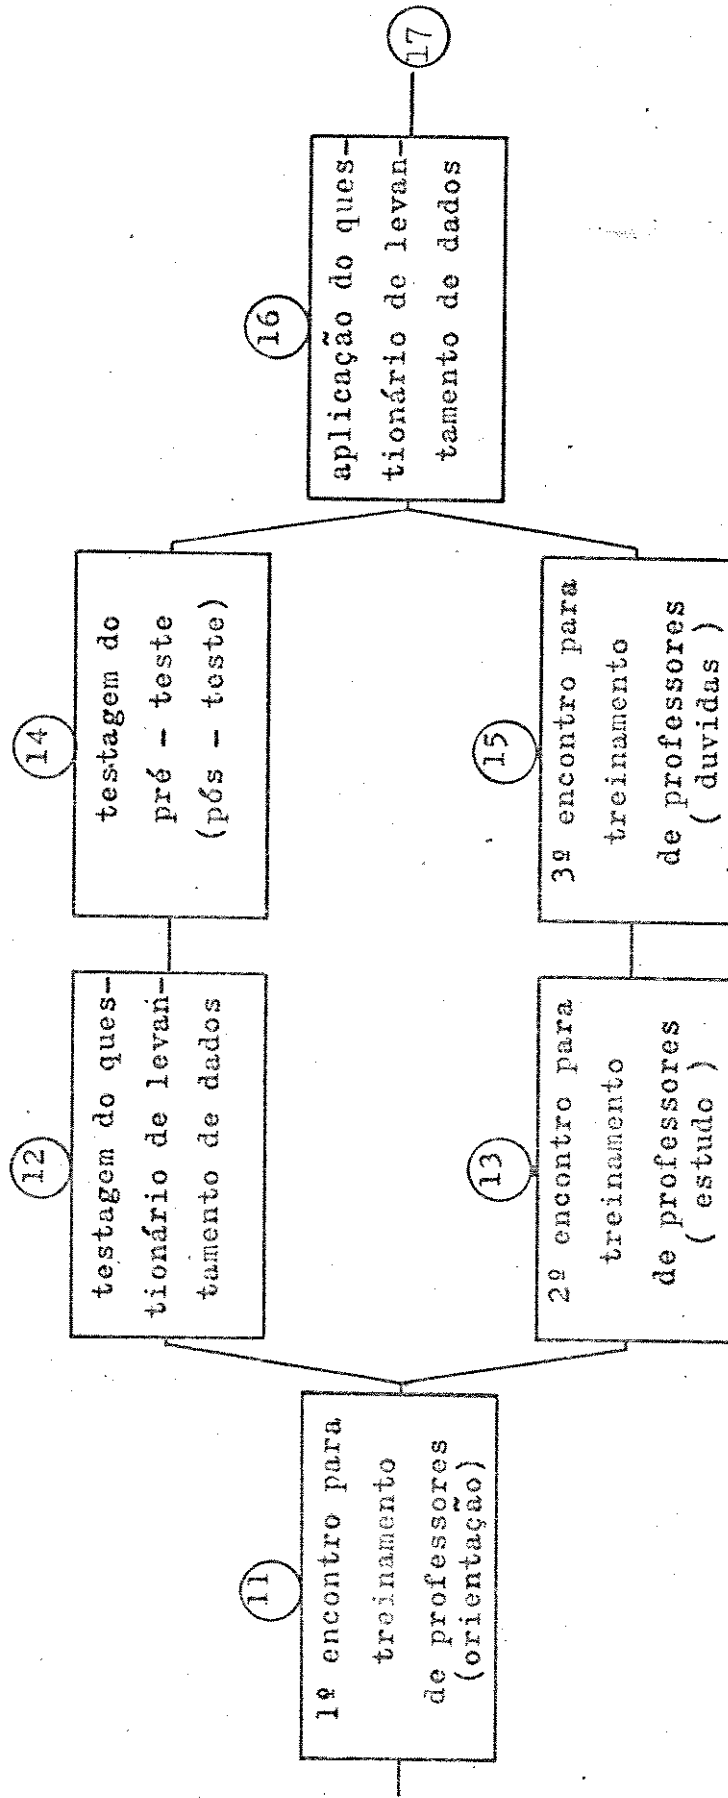 11
1º encontro para
treinamento
de professores
(orientação)
12
testagem do ques-
tionário de levan-
tamento de dados
13
2º encontro para
treinamento
de professores
( estudo )
14
testagem do
pré - teste
(pós - teste)
15
3º encontro para
treinamento
de professores
( duvidas )
16
aplicação do ques-
tionário de levan-
tamento de dados
17